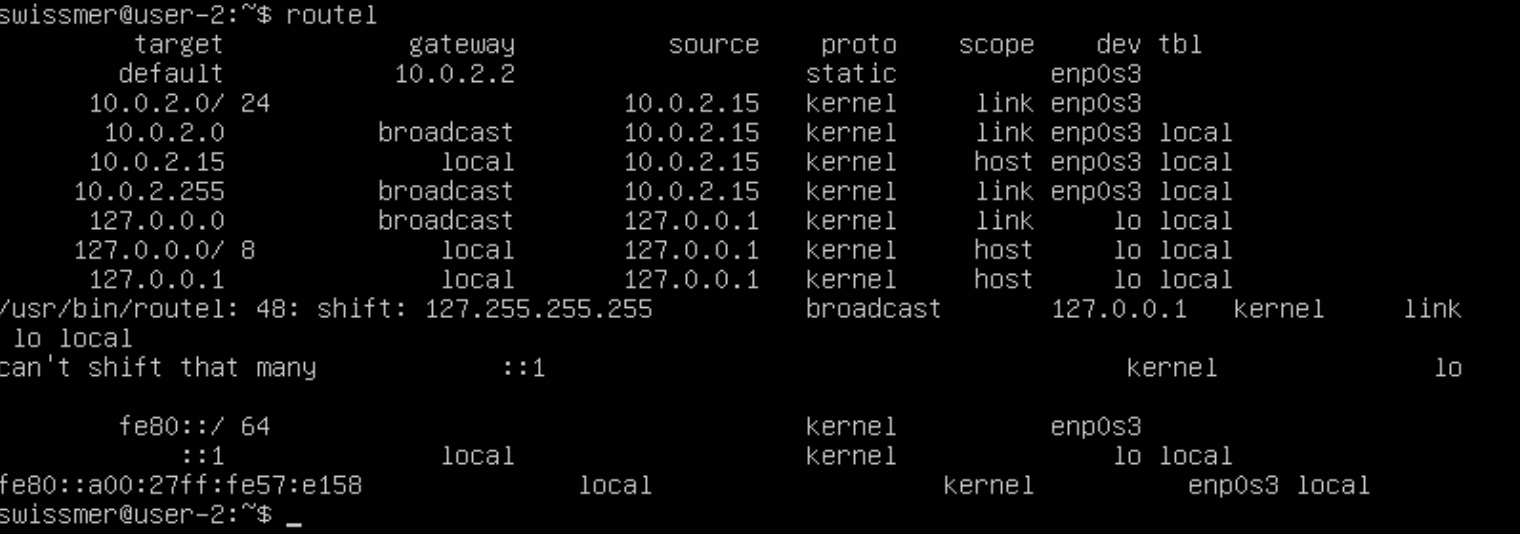 swissmer@user-2:~$ routel
target gateway source proto scope dev tbl
default 10.0.2.2 static enp0s3
10.0.2.0/ 24 10.0.2.15 kernel link enp0s3
10.0.2.0 broadcast 10.0.2.15 kernel link enp0s3 local
10.0.2.15 local 10.0.2.15 kernel host enp0s3 local
10.0.2.255 broadcast 10.0.2.15 kernel link enp0s3 local
127.0.0.0 broadcast 127.0.0.1 kernel link lo local
127.0.0.0/ 8 local 127.0.0.1 kernel host lo local
127.0.0.1 local 127.0.0.1 kernel host lo local
/usr/bin/routel: 48: shift: 127.255.255.255 broadcast 127.0.0.1 kernel link
lo local
can't shift that many ::1 kernel lo
fe80::/ 64 kernel enp0s3
::1 local kernel lo local
fe80::a00:27ff:fe57:e158 local kernel enp0s3 local
swissmer@user-2:~$ _